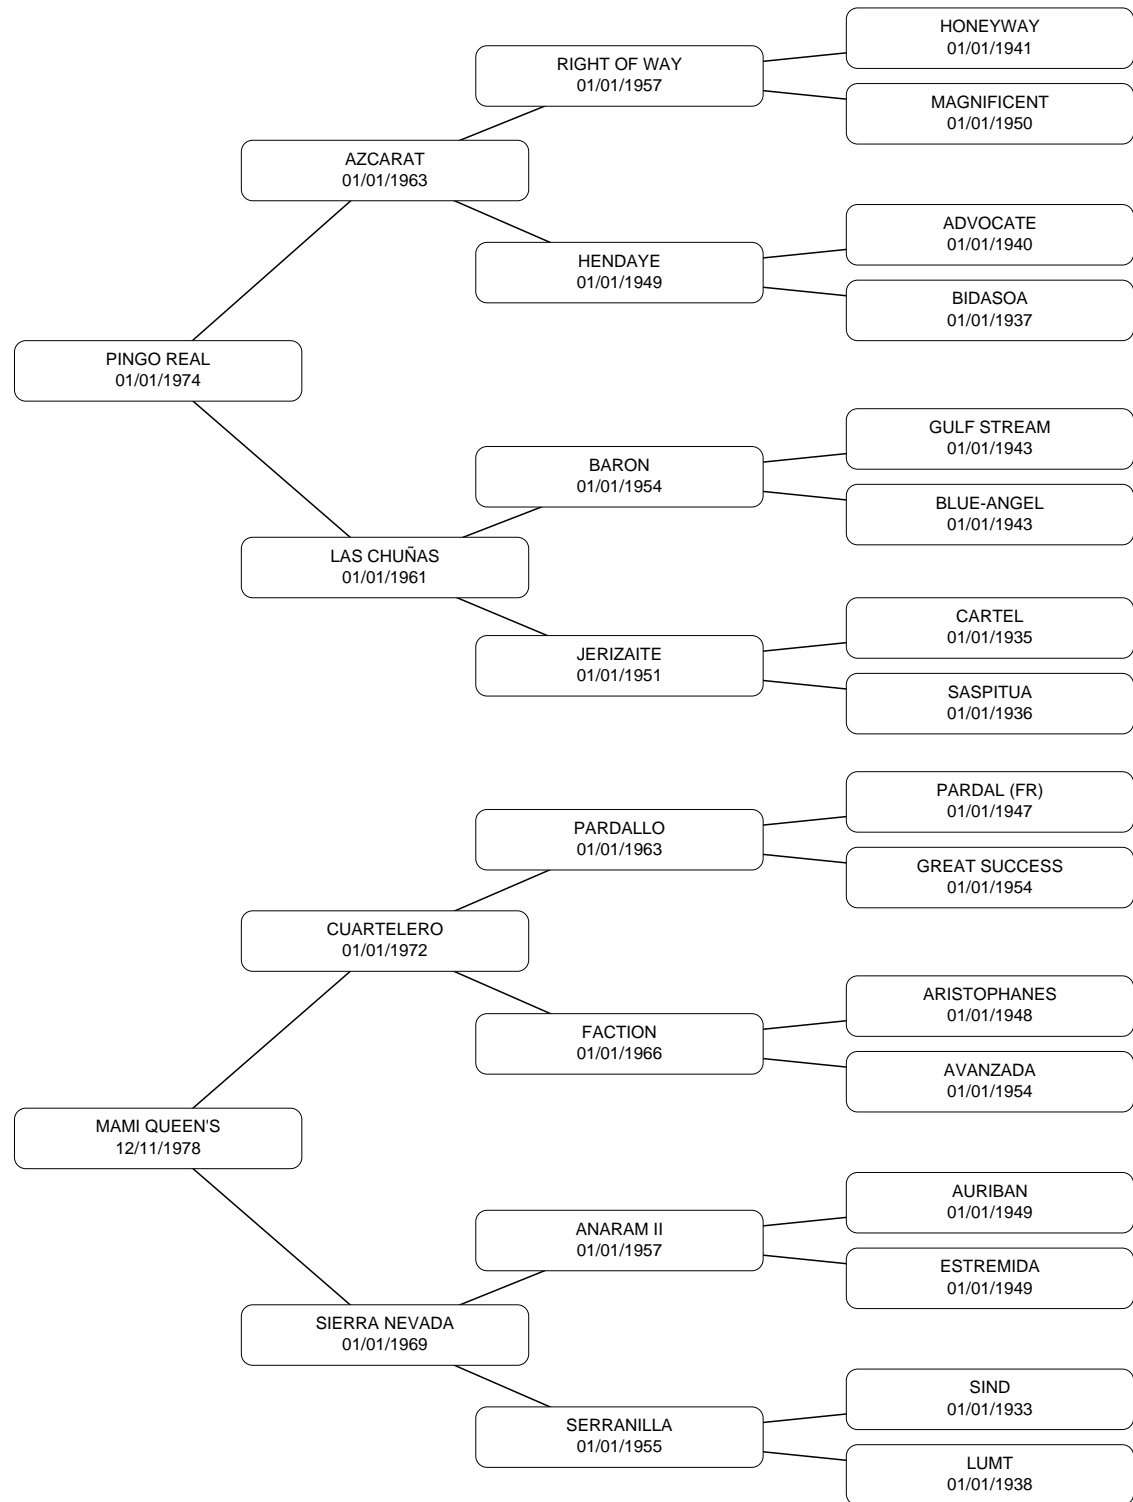 HONEYWAY
01/01/1941
RIGHT OF WAY
01/01/1957
MAGNIFICENT
01/01/1950
AZCARAT
01/01/1963
ADVOCATE
01/01/1940
HENDAYE
01/01/1949
BIDASOA
01/01/1937
PINGO REAL
01/01/1974
GULF STREAM
01/01/1943
BARON
01/01/1954
BLUE-ANGEL
01/01/1943
LAS CHUÑAS
01/01/1961
CARTEL
01/01/1935
JERIZAITE
01/01/1951
SASPITUA
01/01/1936
PARDAL (FR)
01/01/1947
PARDALLO
01/01/1963
GREAT SUCCESS
01/01/1954
CUARTELERO
01/01/1972
ARISTOPHANES
01/01/1948
FACTION
01/01/1966
AVANZADA
01/01/1954
MAMI QUEEN'S
12/11/1978
AURIBAN
01/01/1949
ANARAM II
01/01/1957
ESTREMIDA
01/01/1949
SIERRA NEVADA
01/01/1969
SIND
01/01/1933
SERRANILLA
01/01/1955
LUMT
01/01/1938